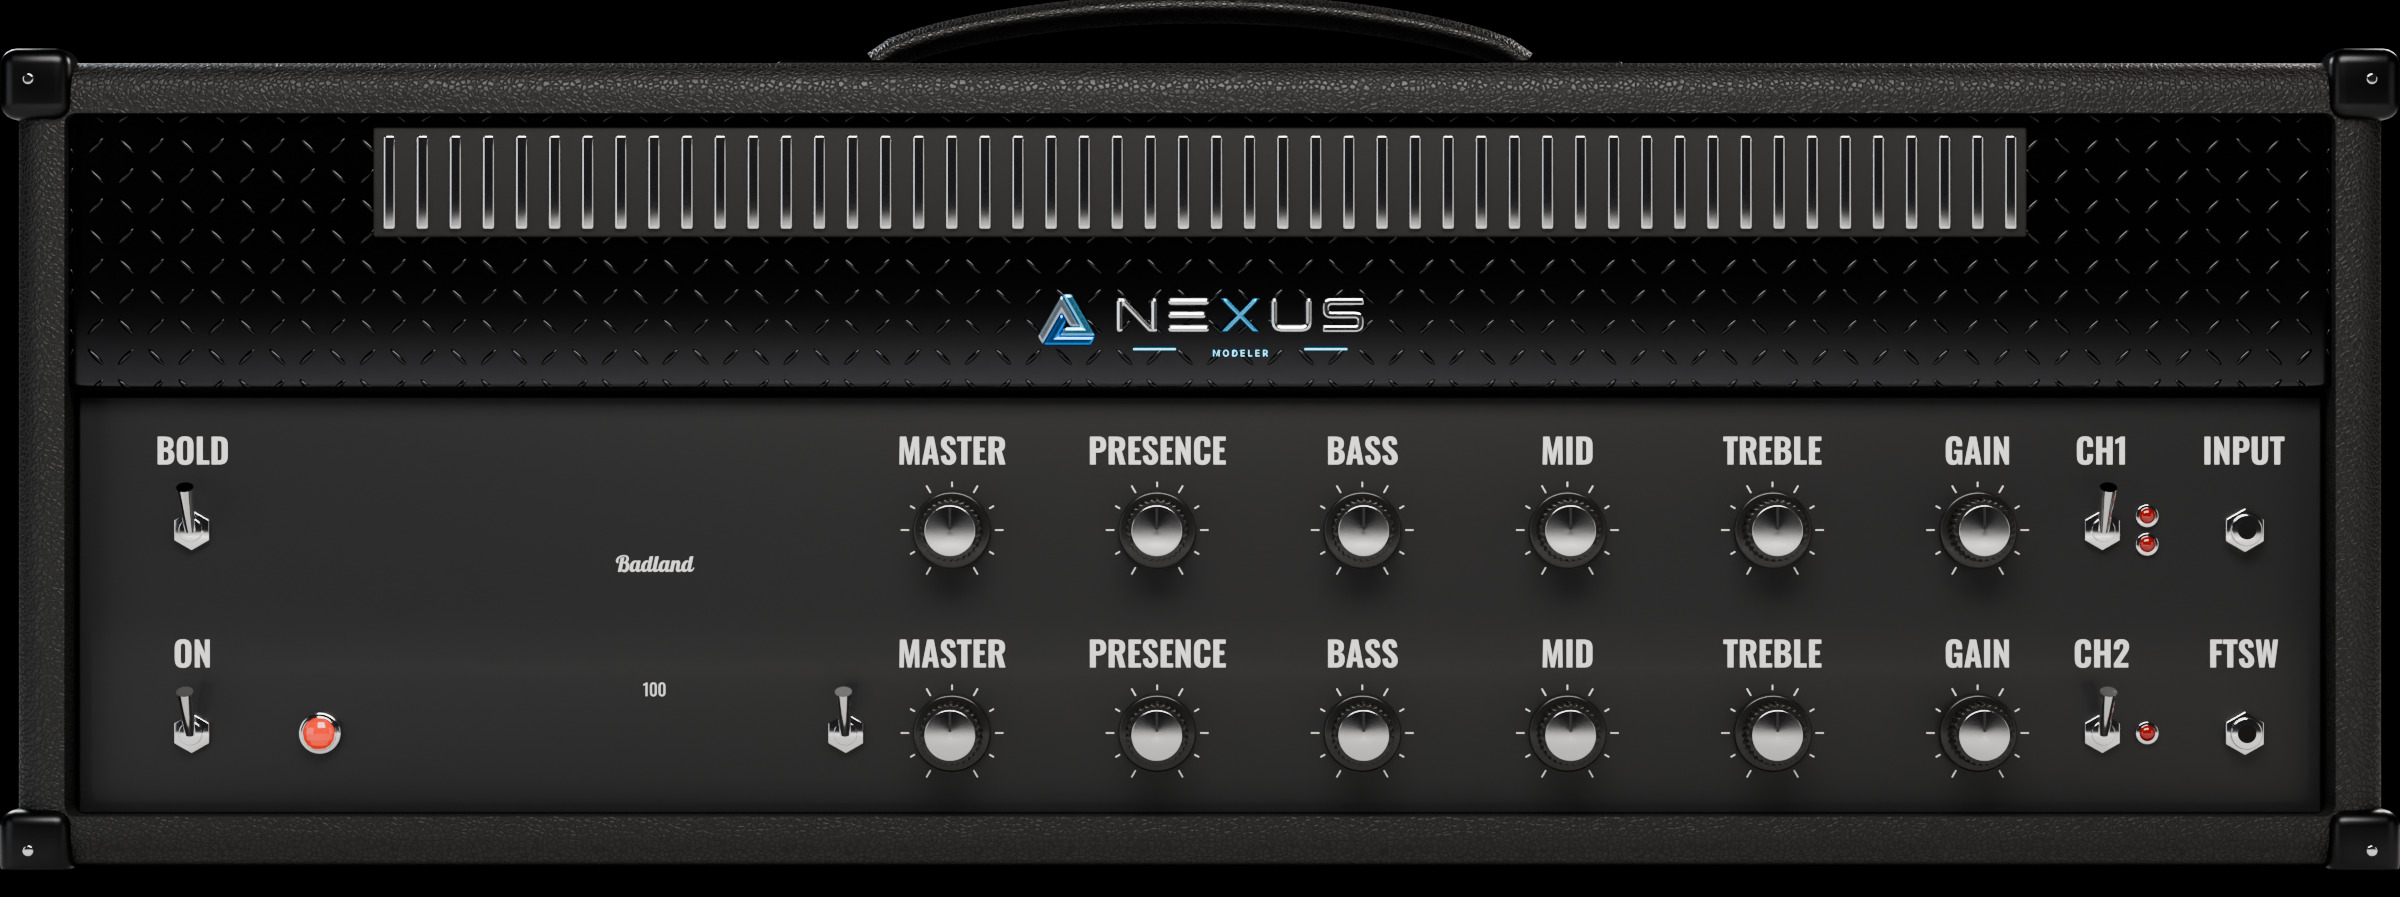 NEXUS
MODELER
BOLD MASTER PRESENCE BASS MID TREBLE GAIN CH1 INPUT
Badland
ON MASTER PRESENCE BASS MID TREBLE GAIN CH2 FTSW
100